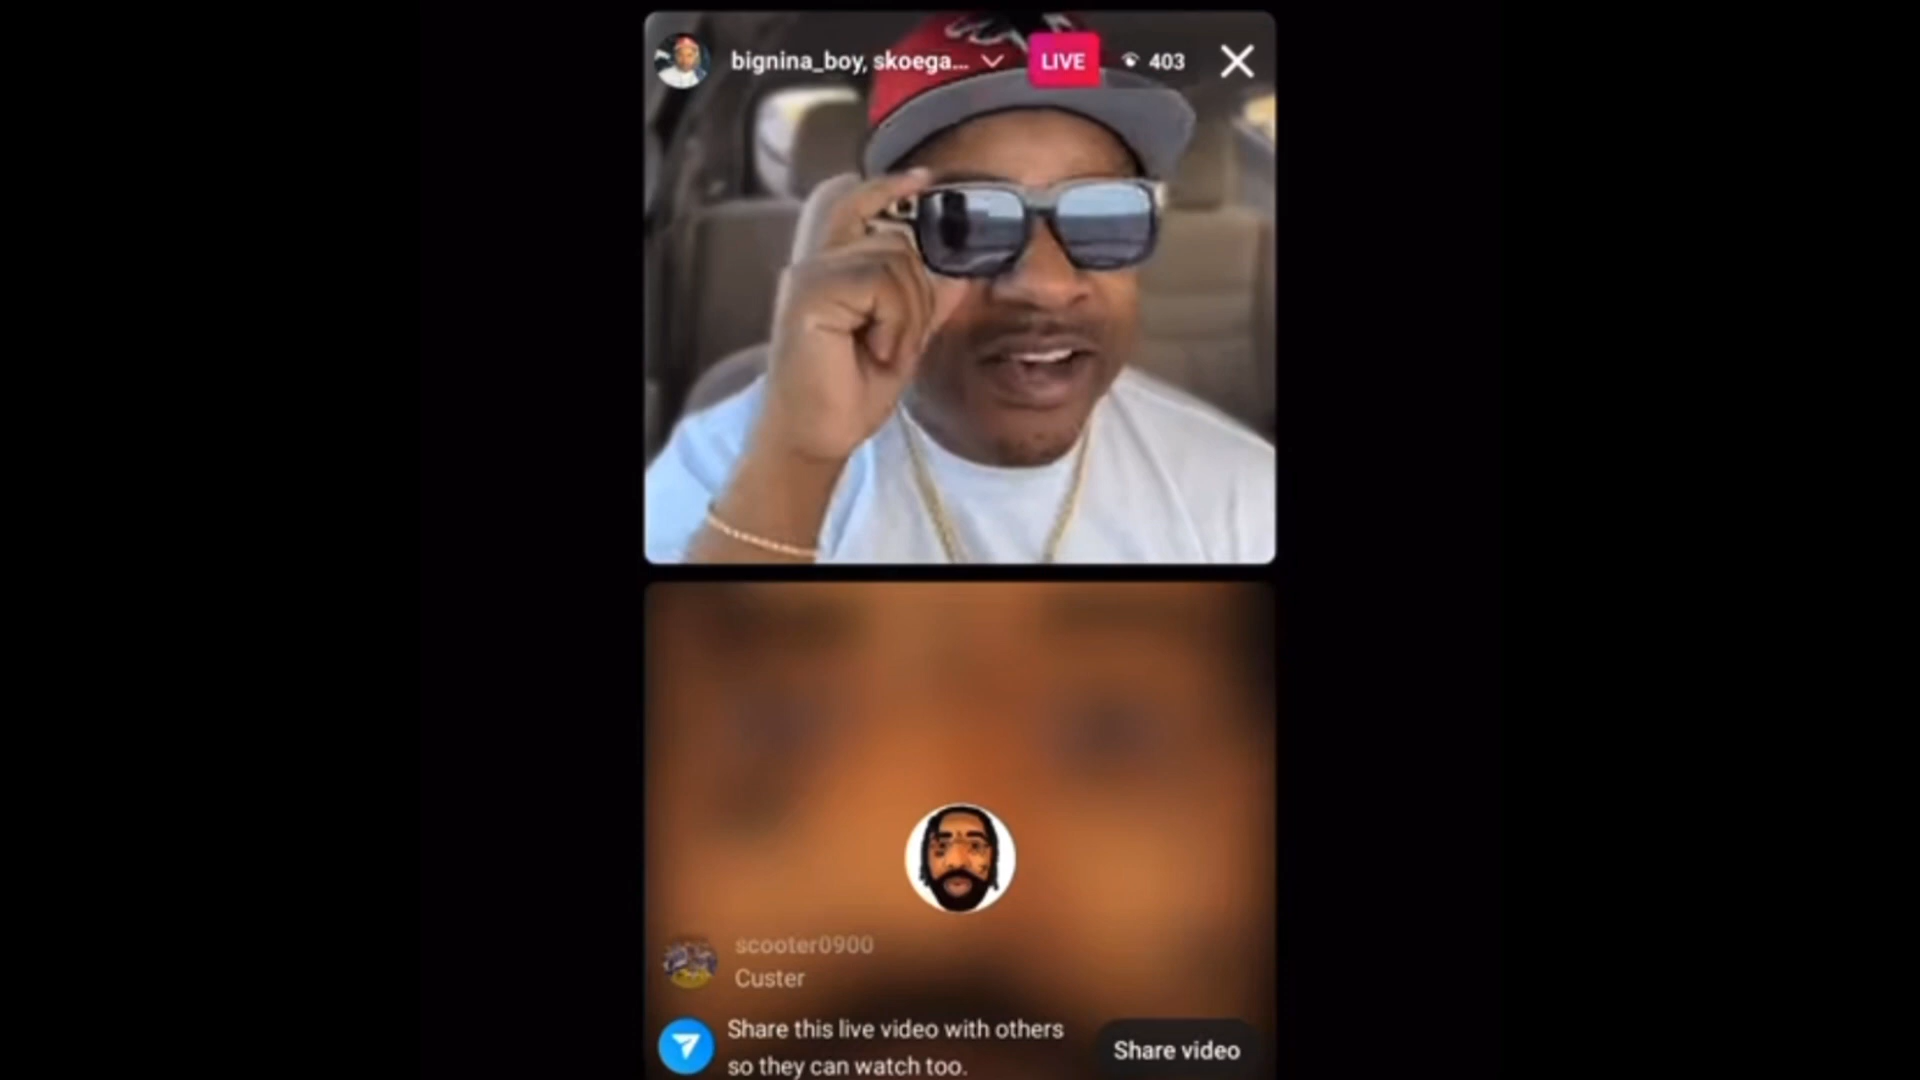 bignina_boy, skoega...
LIVE
403
scooter0900
Custer
Share this live video with others
so they can watch too.
Share video